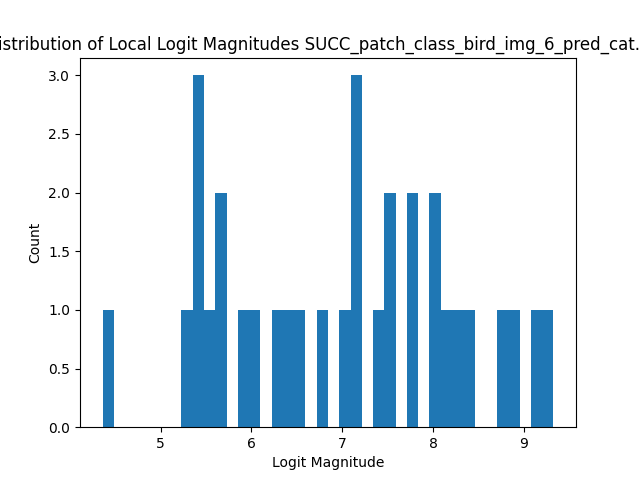 istribution of Local Logit Magnitudes SUCC_patch_class_bird_img_6_pred_cat.
3.0
2.5
2.0
1.5
1.0
0.5
0.0
Count
5 6 7 8 9
Logit Magnitude